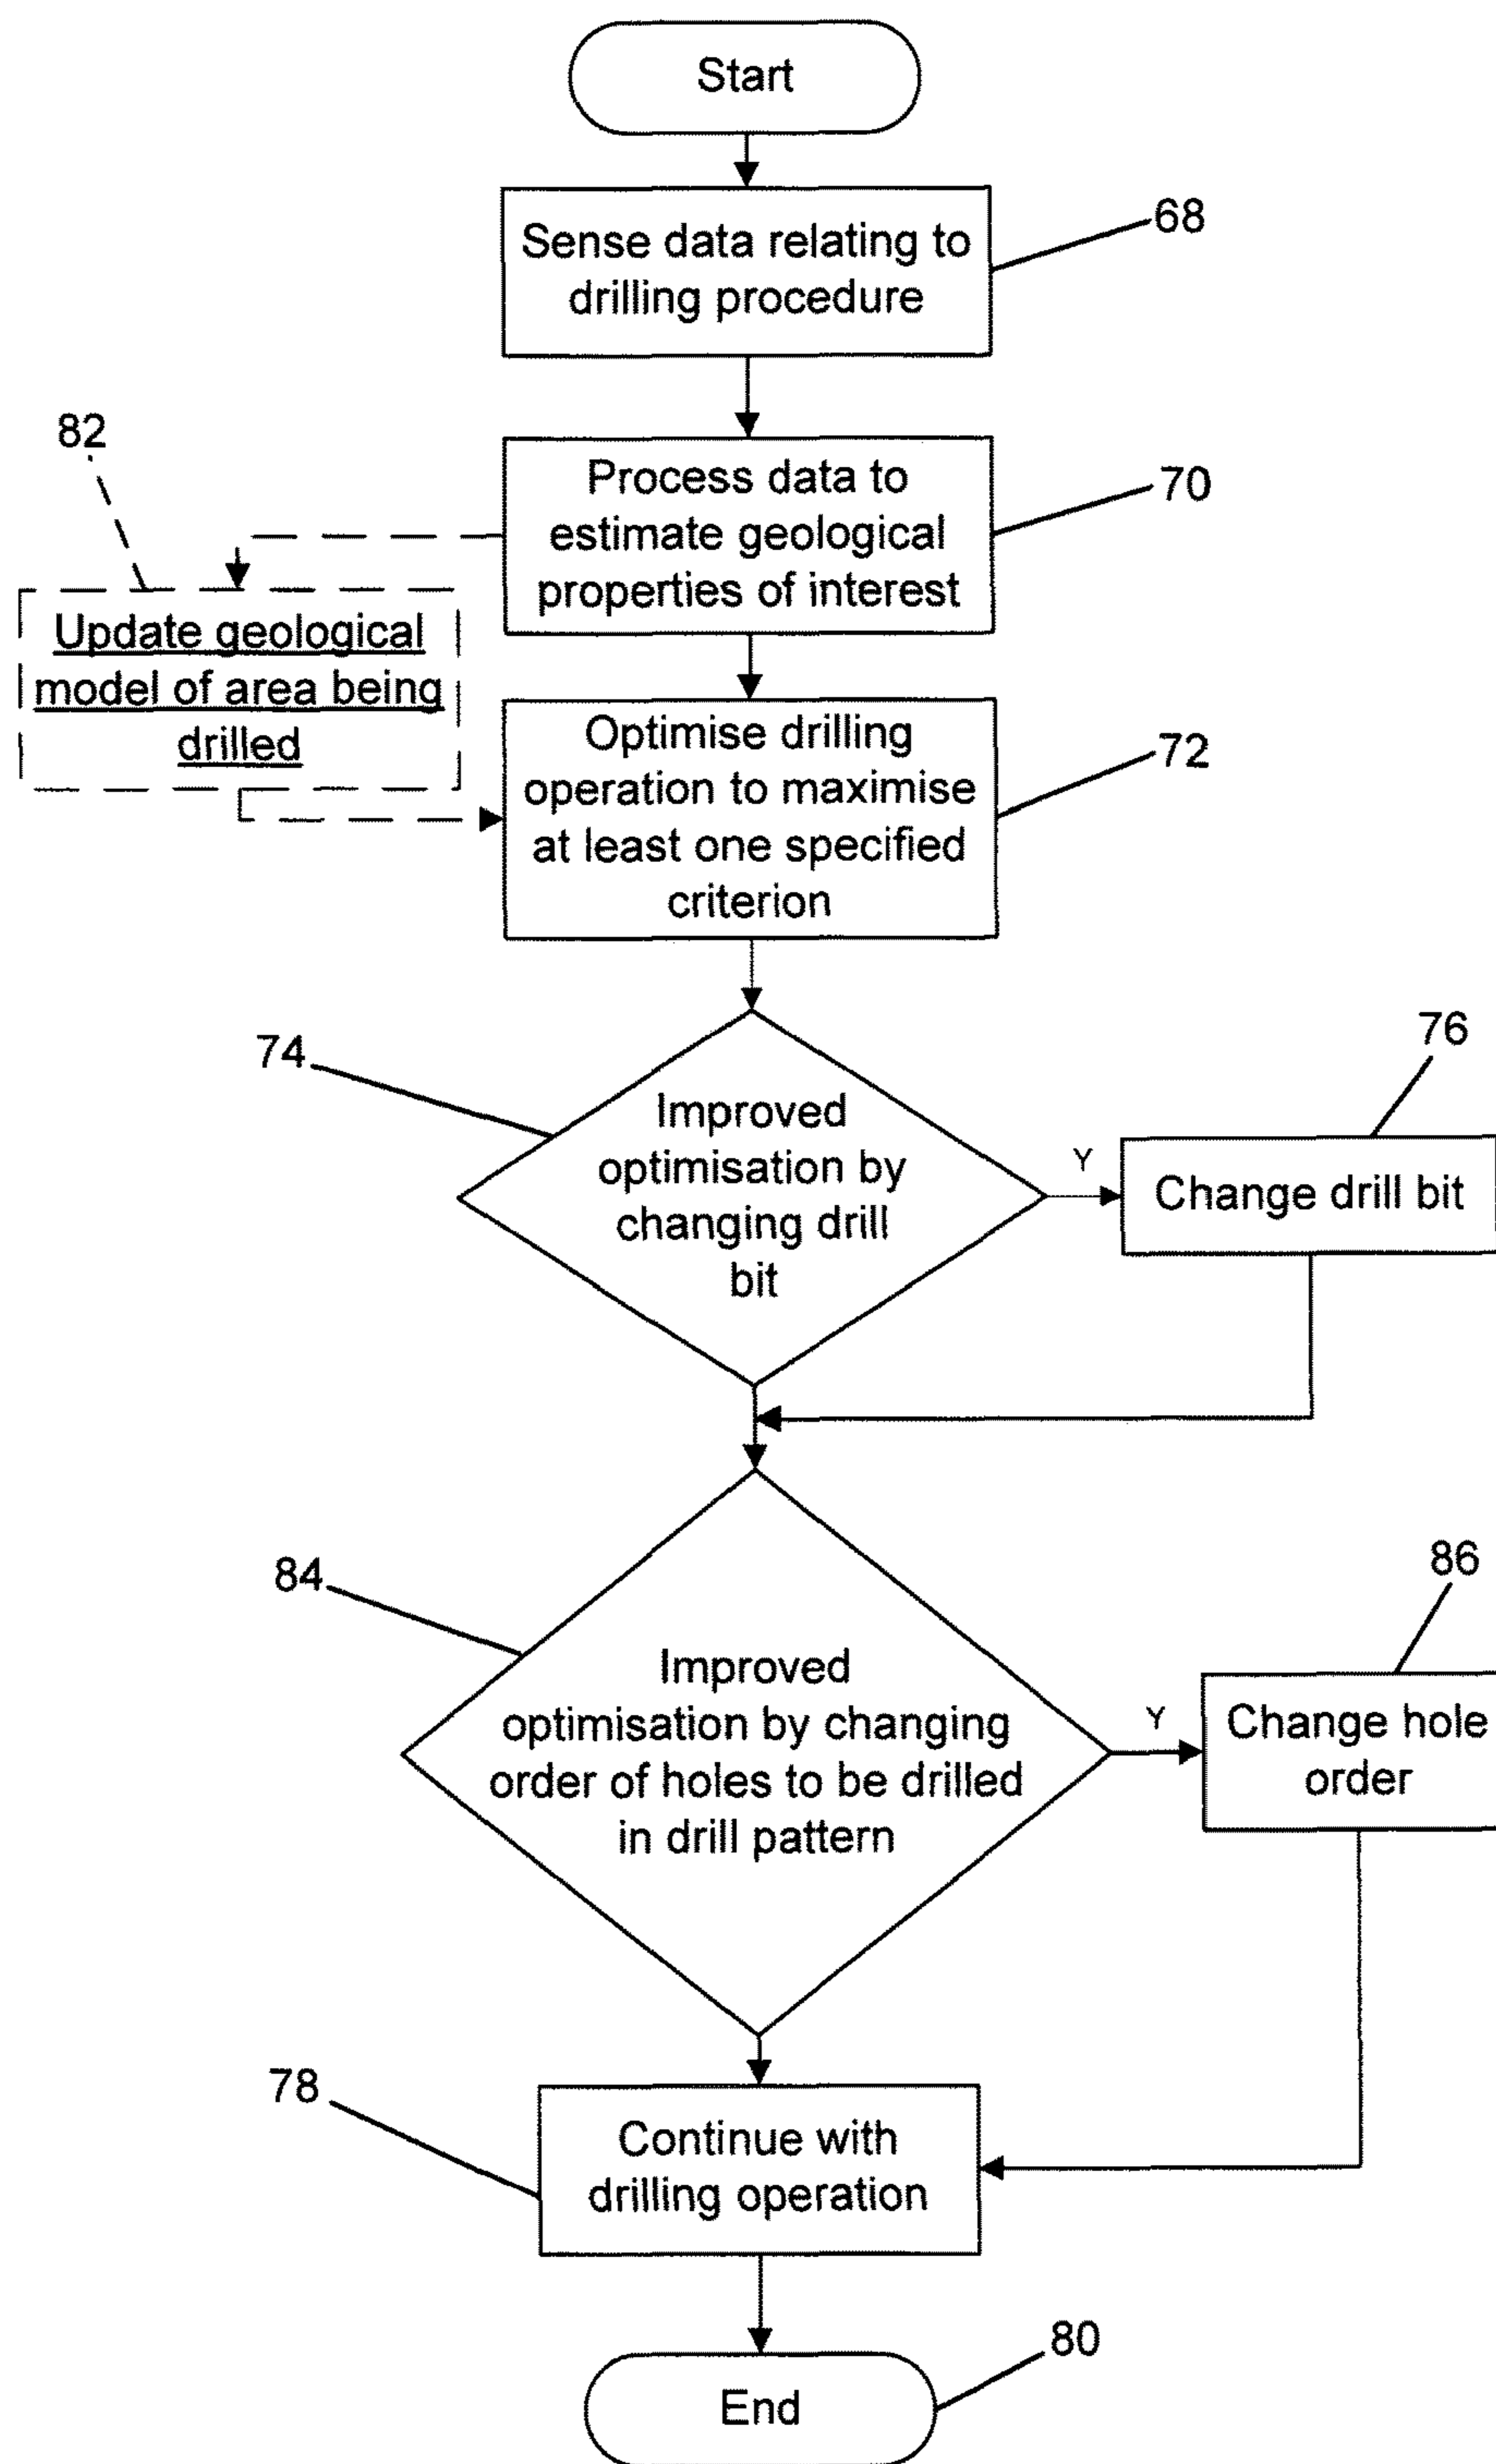 Start
Sense data relating to
drilling procedure
68
82
Process data to
estimate geological
properties of interest
70
Update geological
model of area being
drilled
Optimise drilling
operation to maximise
at least one specified
criterion
72
74
Improved
optimisation by
changing drill
bit
Y
76
Change drill bit
84
Improved
optimisation by changing
order of holes to be drilled
in drill pattern
Y
86
Change hole
order
78
Continue with
drilling operation
80
End